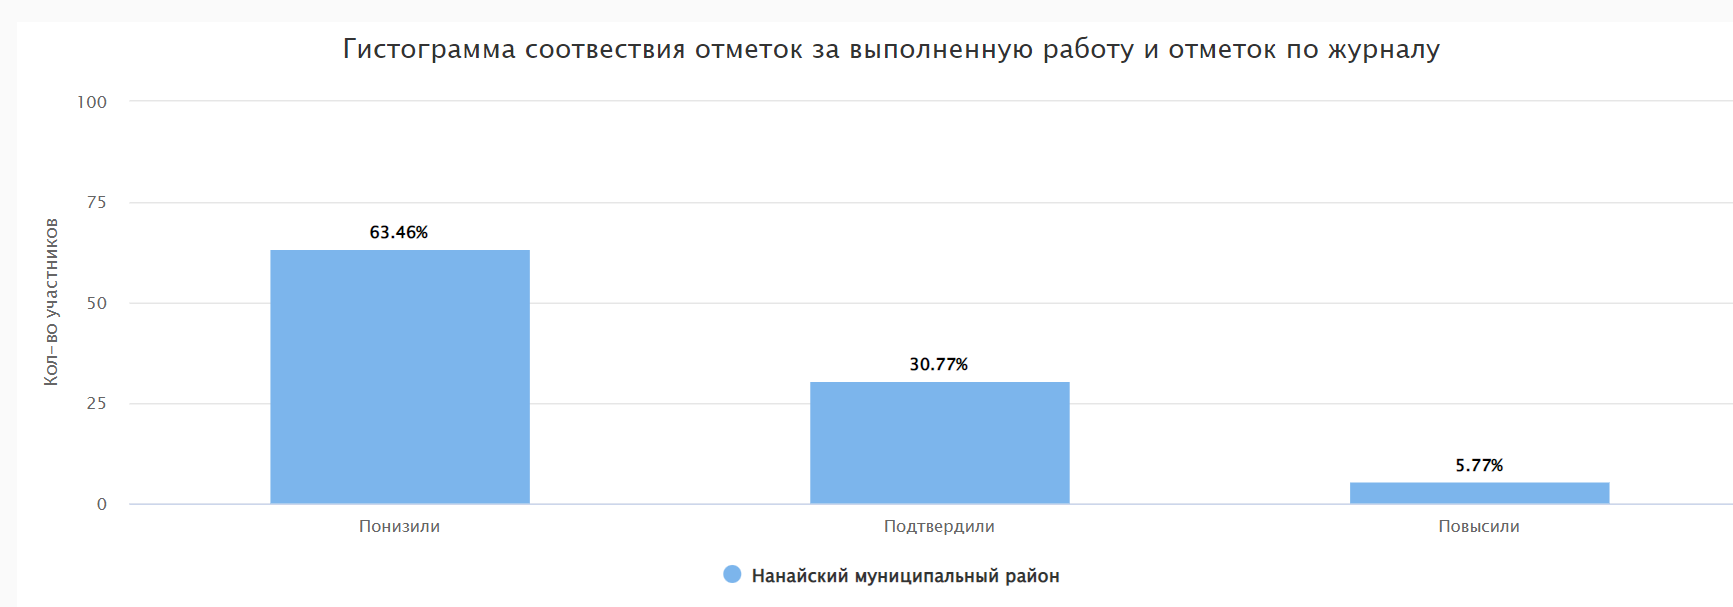 Гистограмма соотвествия отметок за выполненную работу и отметок по журналу
100
75
50
25
0
Кол-во участников
63.46%
30.77%
5.77%
Понизили
Подтвердили
Повысили
Нанайский муниципальный район